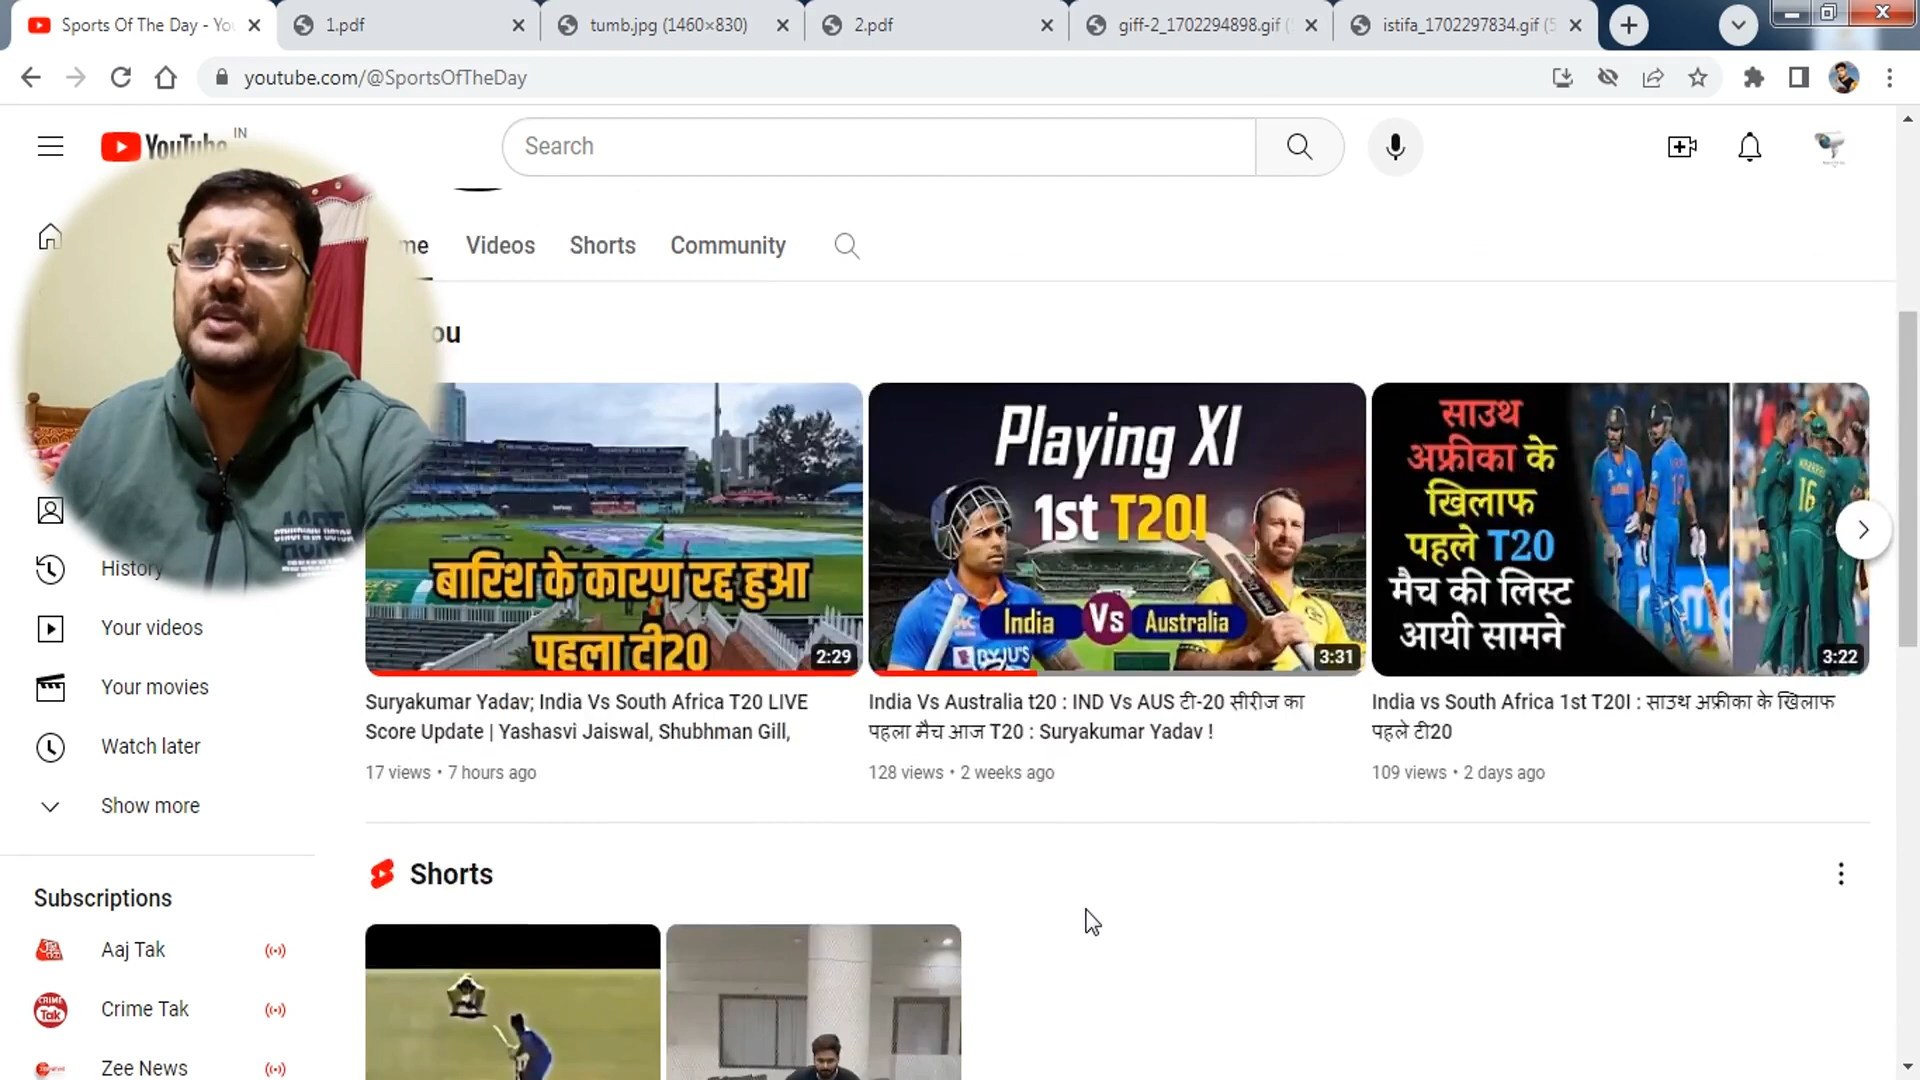 Sports Of The Day - Yo
1.pdf
tumb.jpg (1460×830)
2.pdf
giff-2_1702294898.gif (
istifa_1702297834.gif (5
youtube.com/@SportsOfTheDay
YouTube IN
Search
me
Videos
Shorts
Community
ou
History
Your videos
Your movies
Watch later
Show more
Subscriptions
Aaj Tak
Crime Tak
Zee News
बारिश के कारण रद्द हुआ
पहला टी20
2:29
Suryakumar Yadav; India Vs South Africa T20 LIVE
Score Update | Yashasvi Jaiswal, Shubhman Gill,
17 views • 7 hours ago
Playing XI
1st T20I
India Vs Australia
BYJU'S
3:31
India Vs Australia t20 : IND Vs AUS टी-20 सीरीज का
पहला मैच आज T20 : Suryakumar Yadav !
128 views • 2 weeks ago
साउथ
अफ्रीका के
खिलाफ
पहले T20
मैच की लिस्ट
आयी सामने
16
3:22
India vs South Africa 1st T20I : साउथ अफ्रीका के खिलाफ
पहले टी20
109 views • 2 days ago
Shorts